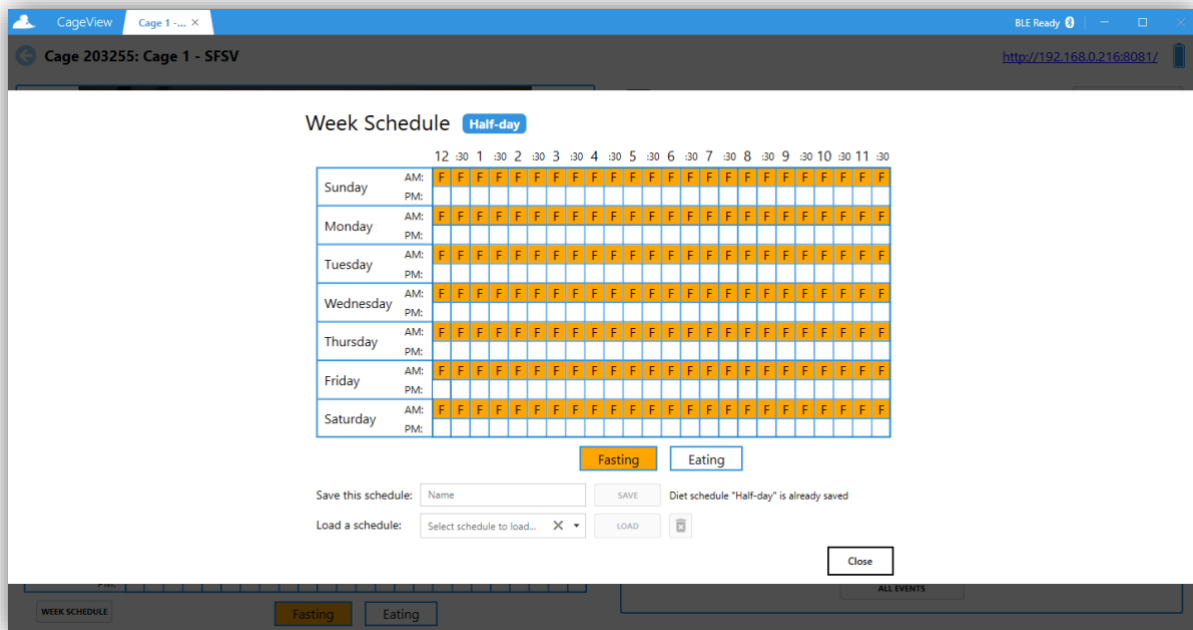 CageView Cage 1 -... × BLE Ready
Cage 203255: Cage 1 - SFSV http://192.168.0.216:8081/
Week Schedule Half-day
12 :30 1 :30 2 :30 3 :30 4 :30 5 :30 6 :30 7 :30 8 :30 9 :30 10 :30 11 :30
Sunday AM: F F F F F F F F F F F F F F F F F F F F F F F F
PM:
Monday AM: F F F F F F F F F F F F F F F F F F F F F F F F
PM:
Tuesday AM: F F F F F F F F F F F F F F F F F F F F F F F F
PM:
Wednesday AM: F F F F F F F F F F F F F F F F F F F F F F F F
PM:
Thursday AM: F F F F F F F F F F F F F F F F F F F F F F F F
PM:
Friday AM: F F F F F F F F F F F F F F F F F F F F F F F F
PM:
Saturday AM: F F F F F F F F F F F F F F F F F F F F F F F F
PM:
Fasting Eating
Save this schedule: Name SAVE Diet schedule "Half-day" is already saved
Load a schedule: Select schedule to load... LOAD
Close
ALL EVENTS
WEEK SCHEDULE Fasting Eating